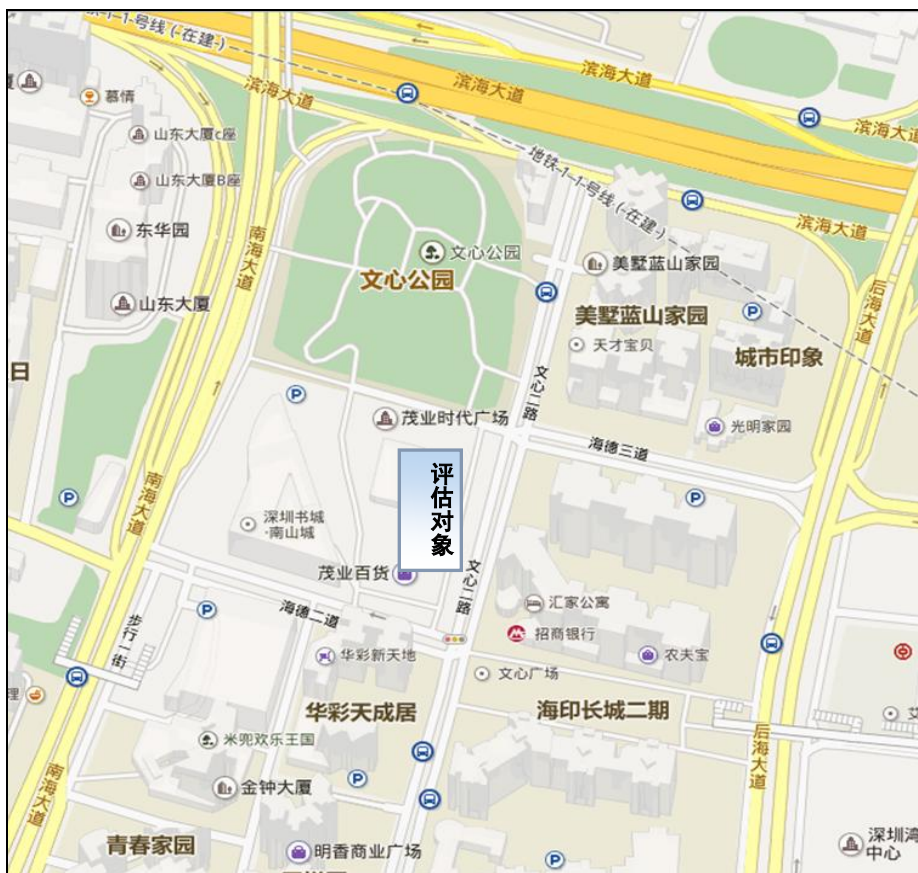 地铁-1-1-号线-(-在建-)
滨海大道
滨海大道
滨海大道
滨海大道
滨海大道
厦
慕情
山东大厦c座
山东大厦B座
东华园
山东大厦
南海大道
文心公园
文心公园
地铁-1-1-号线-(-在建-)
美墅蓝山家园
美墅蓝山家园
天才宝贝
城市印象
后海大道
日
文心二路
茂业时代广场
光明家园
海德三道
南海大道
评估对象
深圳书城
·南山城
茂业百货
文心二路
海德二道
汇家公寓
招商银行
农夫宝
步行一街
华彩新天地
文心广场
理
华彩天成居
海印长城二期
艾
米兜欢乐王国
后海大道
南海大道
金钟大厦
青春家园
明香商业广场
深圳湾
中心